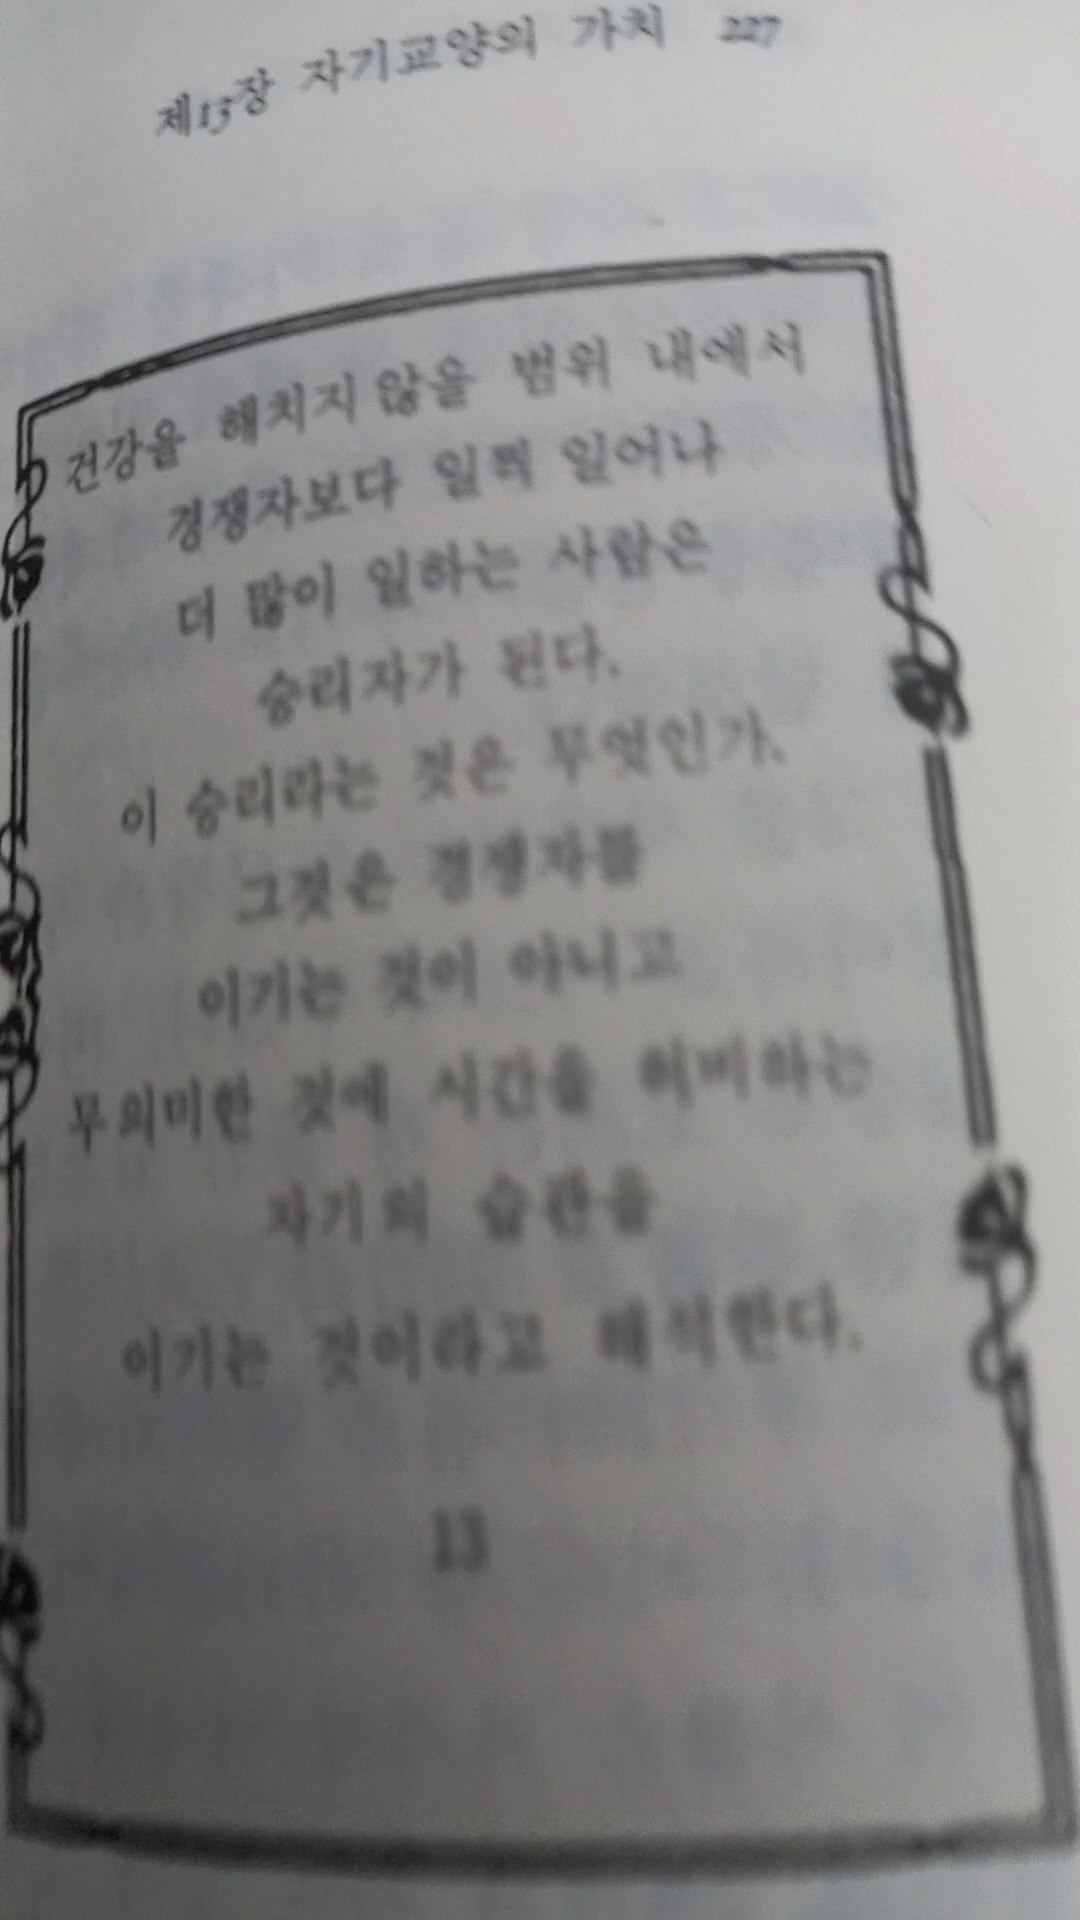 제13장 자기교양의 가치 227
건강을 해치지 않을 범위 내에서
경쟁자보다 일찍 일어나
더 많이 일하는 사람은
승리자가 된다.
이 승리라는 것은 무엇인가.
그것은 경쟁자를
이기는 것이 아니고
무의미한 것에 시간을 허비하는
자기의 습관을
이기는 것이라고 해석한다.
13